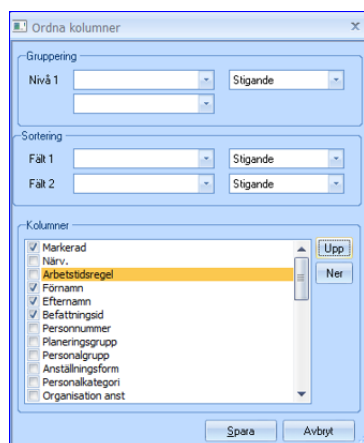 Ordna kolumner
Gruppering
Nivå 1
Stigande
Sortering
Fält 1
Stigande
Fält 2
Stigande
Kolumner
Markerad
Närv.
Arbetstidsregel
Förnamn
Efternamn
Befattningsid
Personnummer
Planeringsgrupp
Personalgrupp
Anställningsform
Personalkategori
Organisation anst
Upp
Ner
Spara
Avbryt